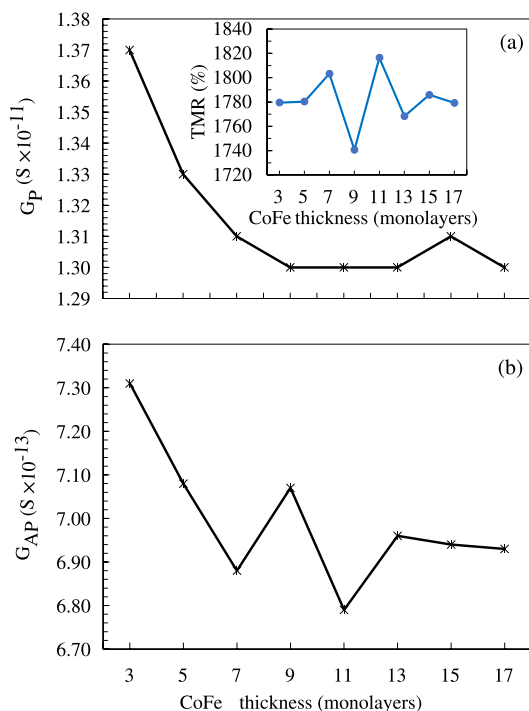 (a)
G_P (S ×10^-11)
1.38
1.37
1.36
1.35
1.34
1.33
1.32
1.31
1.30
1.29
TMR (%)
1840
1820
1800
1780
1760
1740
1720
3 5 7 9 11 13 15 17
CoFe thickness (monolayers)
(b)
G_AP (S ×10^-13)
7.40
7.30
7.20
7.10
7.00
6.90
6.80
6.70
3 5 7 9 11 13 15 17
CoFe thickness (monolayers)